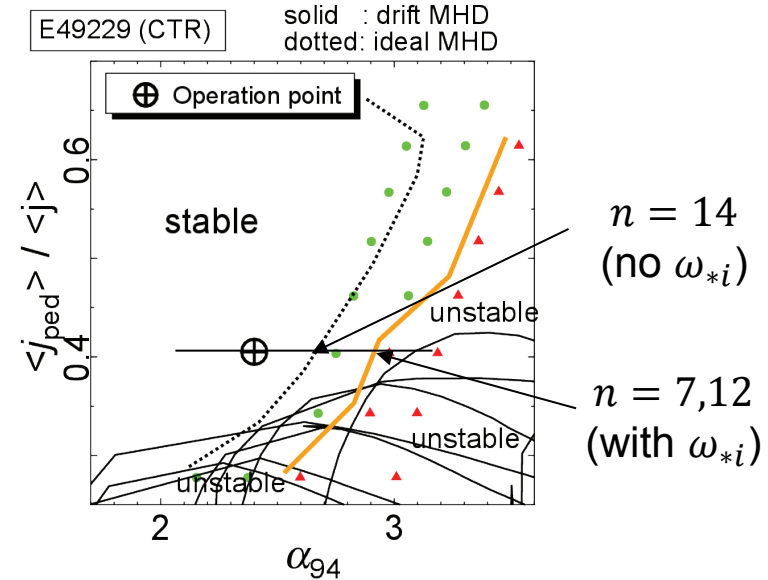 E49229 (CTR)
solid : drift MHD
dotted: ideal MHD
Operation point
0.6
stable
n = 14
(no ω*i)
unstable
<jped> / <j>
0.4
n = 7,12
(with ω*i)
unstable
unstable
2
3
α94